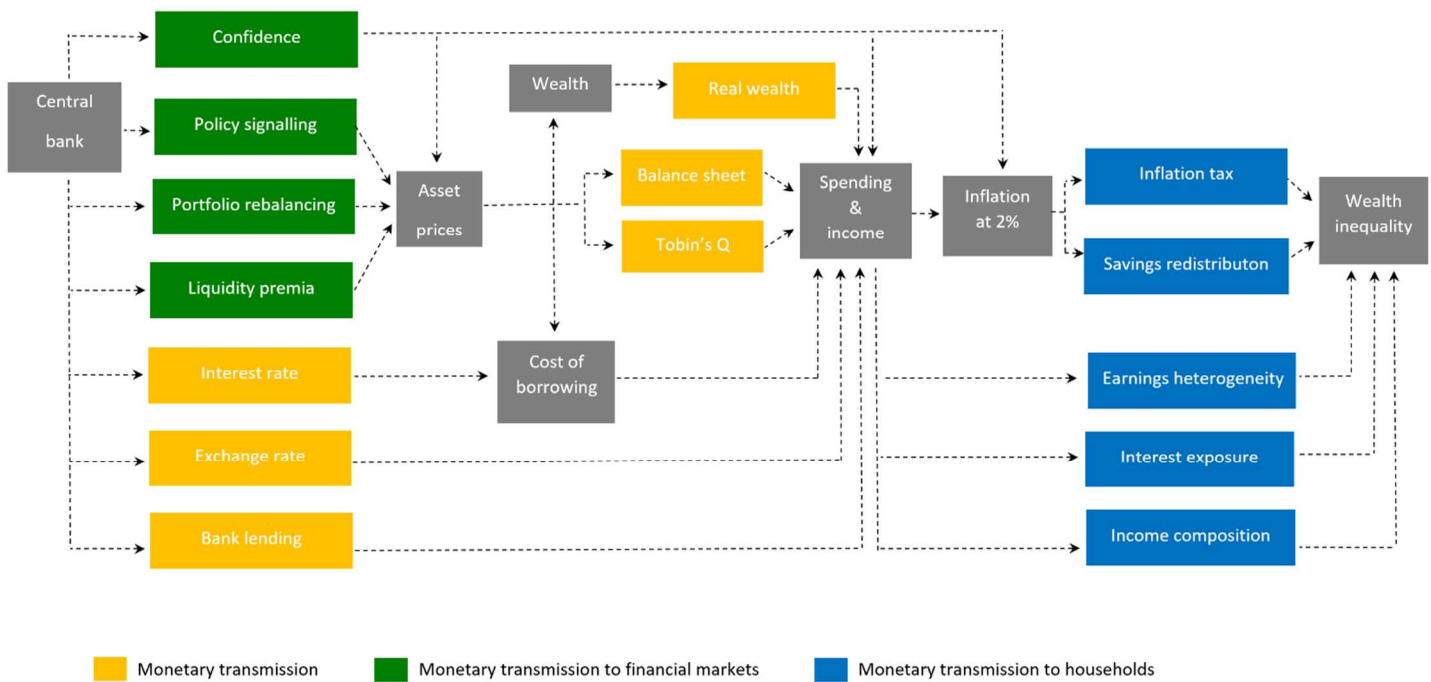 Confidence
Central
bank
Wealth
Real wealth
Policy signalling
Balance sheet
Spending
&
income
Inflation tax
Portfolio rebalancing
Asset
prices
Inflation
at 2%
Wealth
inequality
Tobin's Q
Savings redistributon
Liquidity premia
Interest rate
Cost of
borrowing
Earnings heterogeneity
Exchange rate
Interest exposure
Bank lending
Income composition
Monetary transmission
Monetary transmission to financial markets
Monetary transmission to households